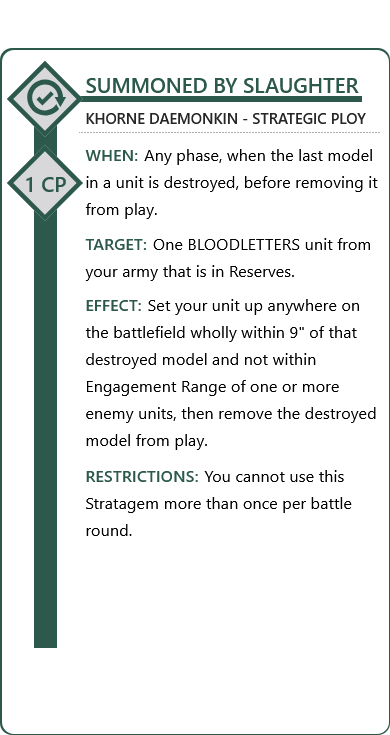 SUMMONED BY SLAUGHTER
KHORNE DAEMONKIN - STRATEGIC PLOY
1 CP
WHEN: Any phase, when the last model
in a unit is destroyed, before removing it
from play.
TARGET: One BLOODLETTERS unit from
your army that is in Reserves.
EFFECT: Set your unit up anywhere on
the battlefield wholly within 9" of that
destroyed model and not within
Engagement Range of one or more
enemy units, then remove the destroyed
model from play.
RESTRICTIONS: You cannot use this
Stratagem more than once per battle
round.